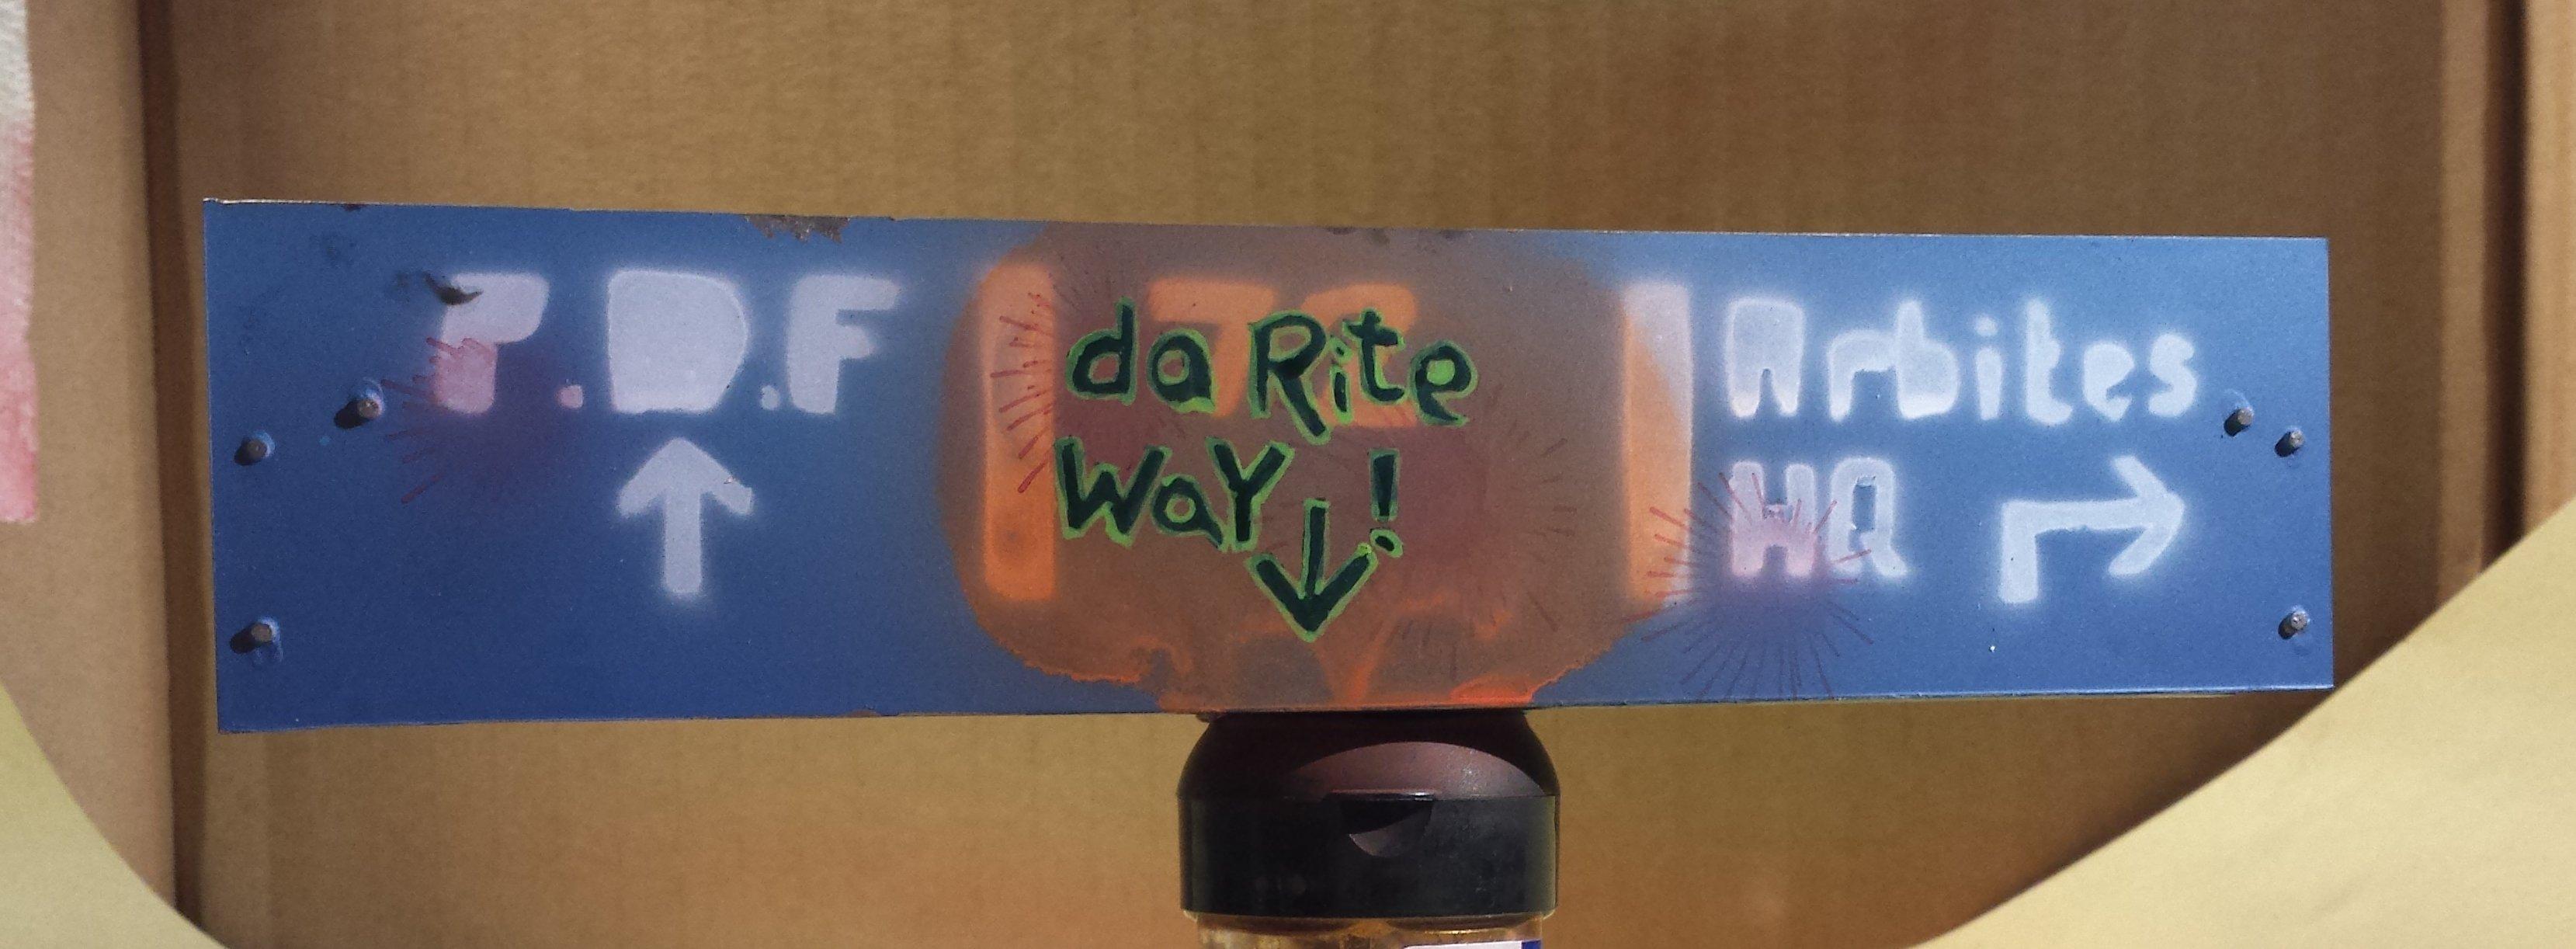 P.D.F
da Rite
WaY!
Arbites
HQ